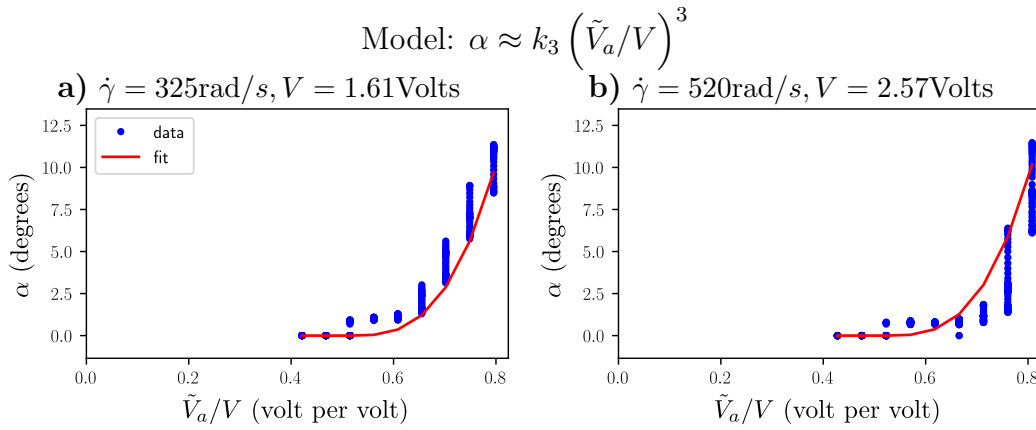 Model: α ≈ k₃ (Ṽₐ/V)³
a) γ̇ = 325rad/s, V = 1.61Volts
b) γ̇ = 520rad/s, V = 2.57Volts
12.5
10.0
7.5
5.0
2.5
0.0
α (degrees)
data
fit
0.0 0.2 0.4 0.6 0.8
Ṽₐ/V (volt per volt)
12.5
10.0
7.5
5.0
2.5
0.0
α (degrees)
0.0 0.2 0.4 0.6 0.8
Ṽₐ/V (volt per volt)